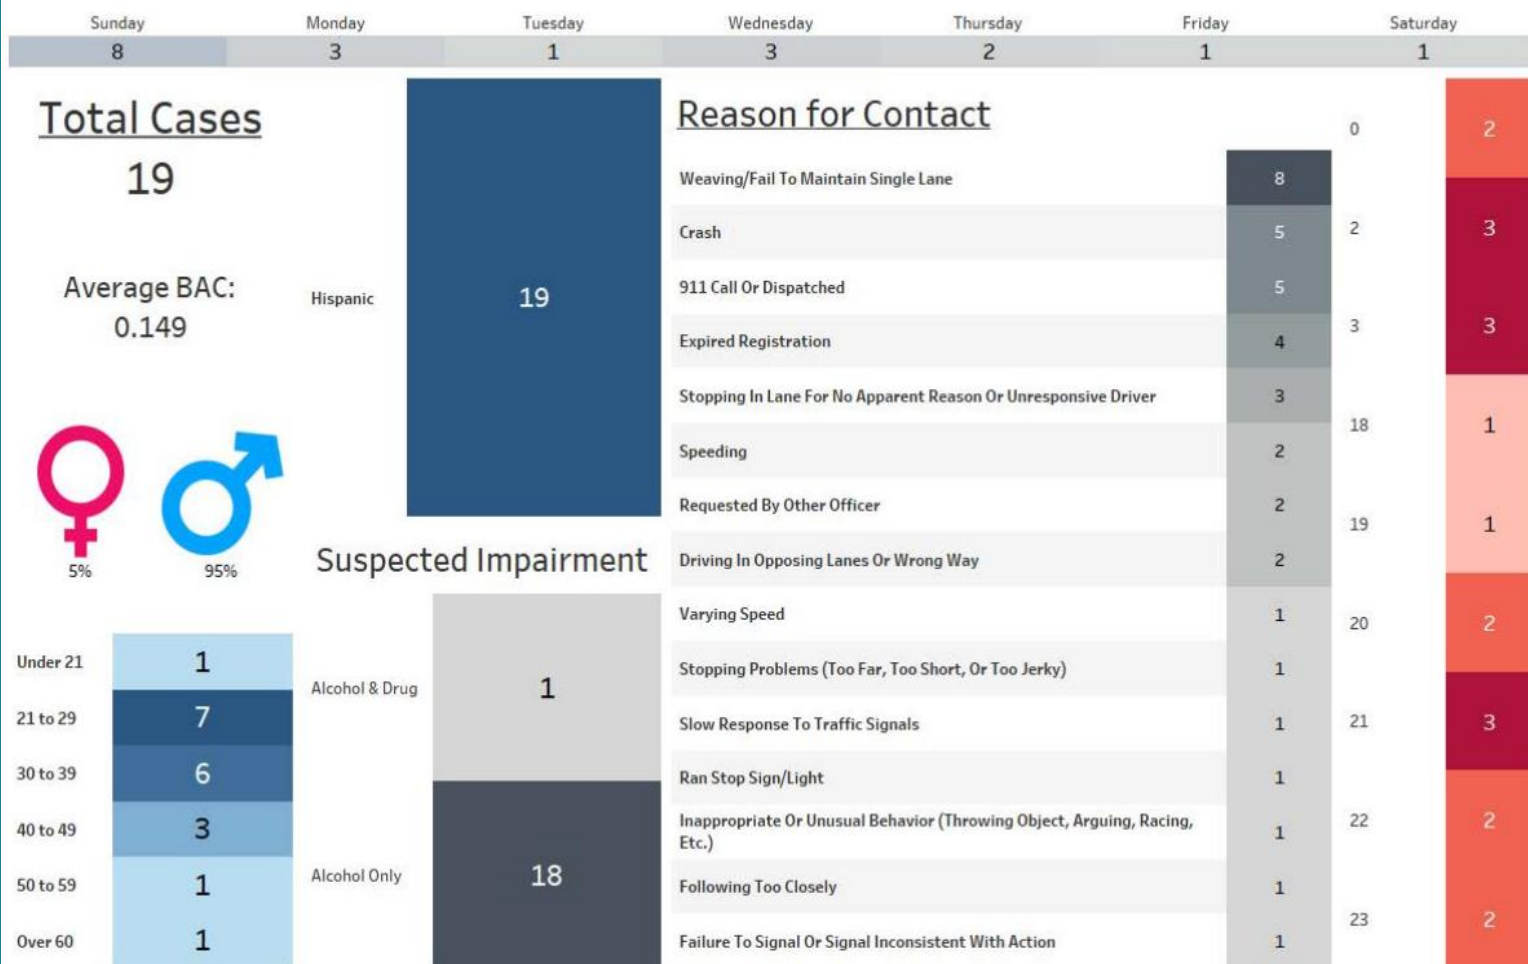 Sunday Monday Tuesday Wednesday Thursday Friday Saturday
8 3 1 3 2 1 1
Total Cases
19
Average BAC:
0.149
5% 95%
Under 21 1
21 to 29 7
30 to 39 6
40 to 49 3
50 to 59 1
Over 60 1
Hispanic 19
Suspected Impairment
Alcohol & Drug 1
Alcohol Only 18
Reason for Contact
Weaving/Fail To Maintain Single Lane 8
Crash 5
911 Call Or Dispatched 5
Expired Registration 4
Stopping In Lane For No Apparent Reason Or Unresponsive Driver 3
Speeding 2
Requested By Other Officer 2
Driving In Opposing Lanes Or Wrong Way 2
Varying Speed 1
Stopping Problems (Too Far, Too Short, Or Too Jerky) 1
Slow Response To Traffic Signals 1
Ran Stop Sign/Light 1
Inappropriate Or Unusual Behavior (Throwing Object, Arguing, Racing,
Etc.) 1
Following Too Closely 1
Failure To Signal Or Signal Inconsistent With Action 1
0 2
2 3
3 3
18 1
19 1
20 2
21 3
22 2
23 2